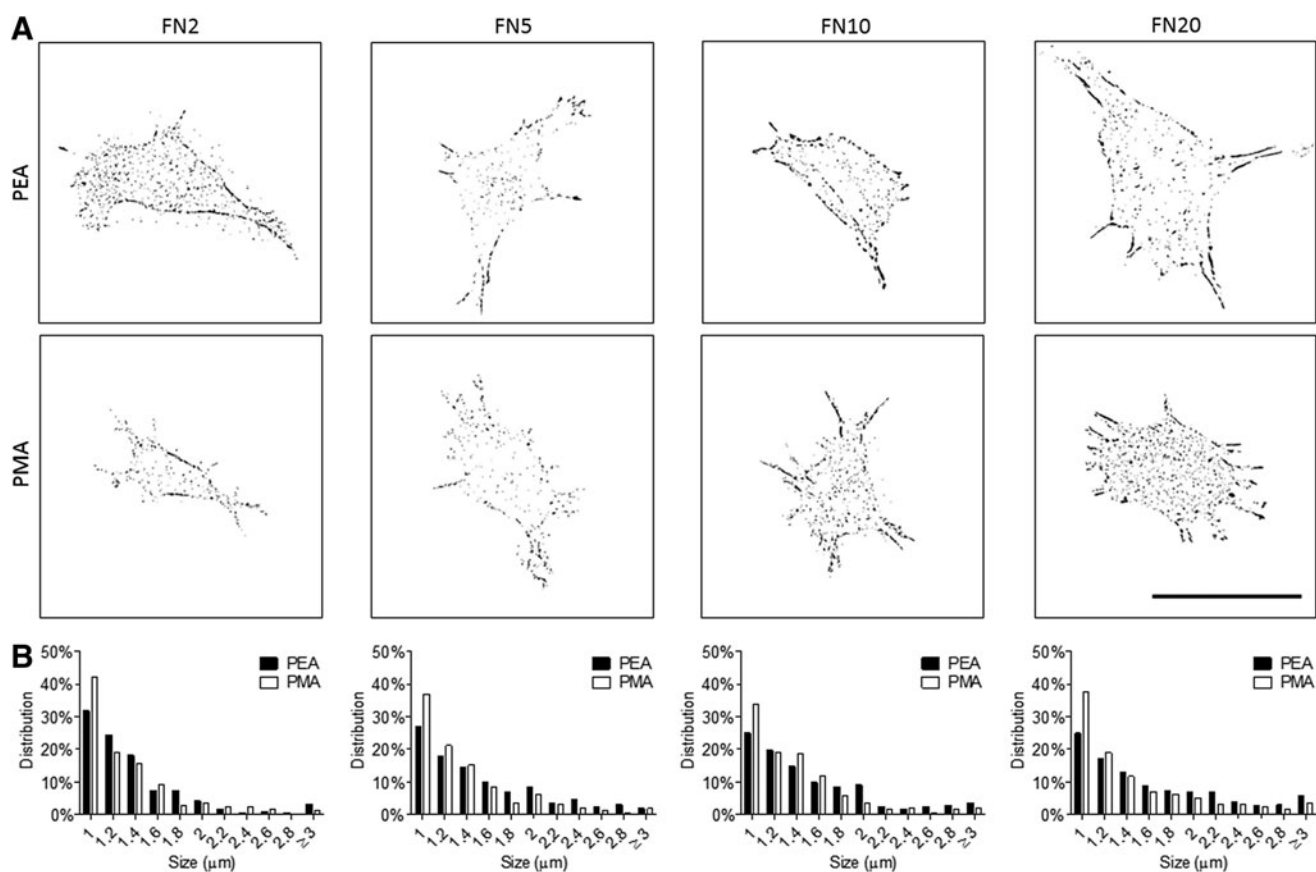 A
FN2 FN5 FN10 FN20
PEA
PMA
B
50% 40% 30% 20% 10% 0%
Distribution
PEA
PMA
1 1.2 1.4 1.6 1.8 2 2.2 2.4 2.6 2.8 ≥3
Size (μm)
50% 40% 30% 20% 10% 0%
Distribution
PEA
PMA
1 1.2 1.4 1.6 1.8 2 2.2 2.4 2.6 2.8 ≥3
Size (μm)
50% 40% 30% 20% 10% 0%
Distribution
PEA
PMA
1 1.2 1.4 1.6 1.8 2 2.2 2.4 2.6 2.8 ≥3
Size (μm)
50% 40% 30% 20% 10% 0%
Distribution
PEA
PMA
1 1.2 1.4 1.6 1.8 2 2.2 2.4 2.6 2.8 ≥3
Size (μm)